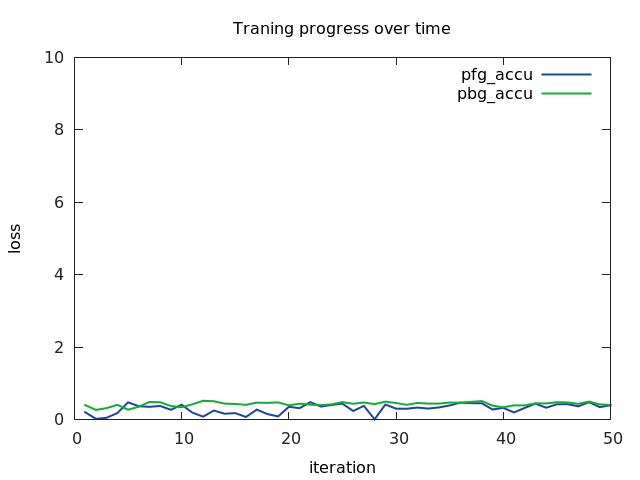 Traning progress over time
10
pfg_accu
pbg_accu
8
6
loss
4
2
0
0 10 20 30 40 50
iteration